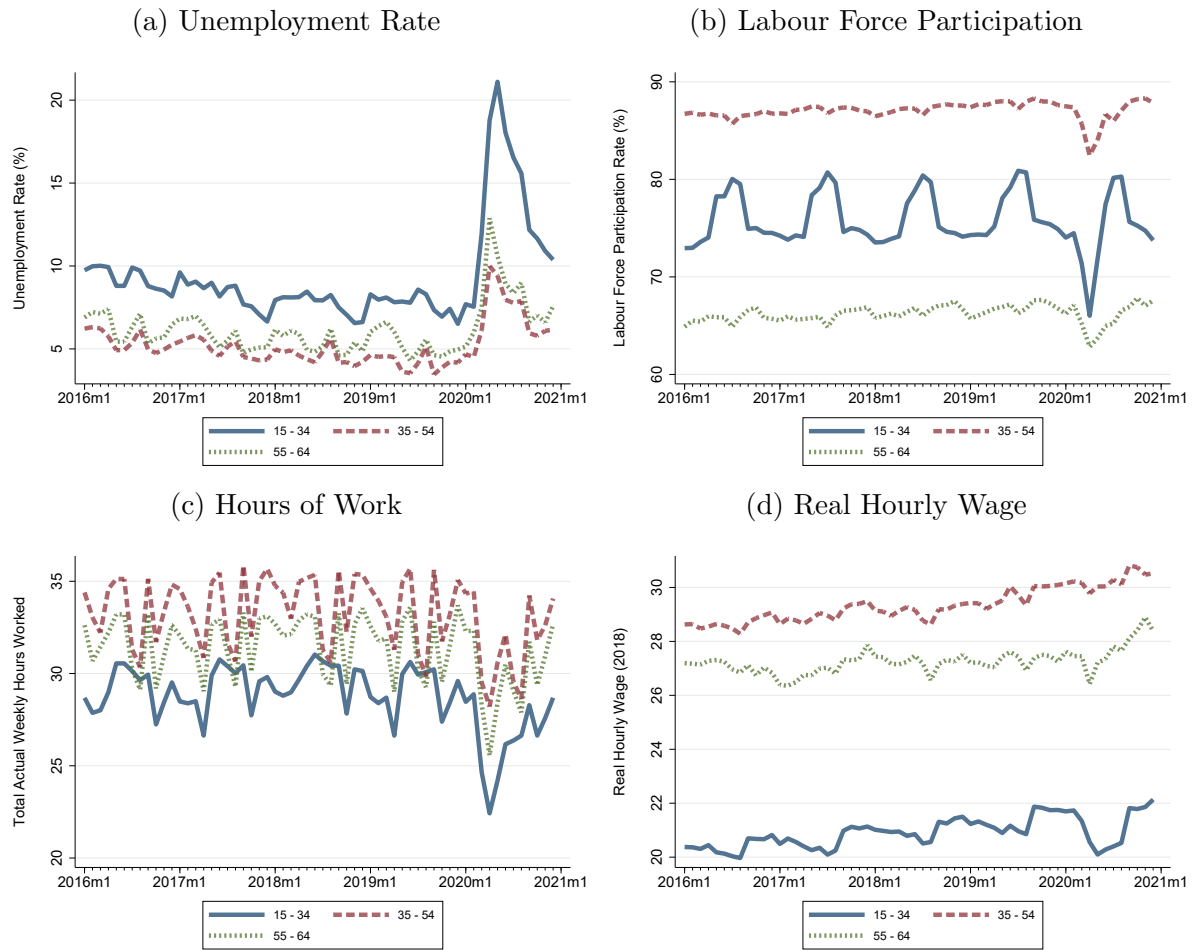 (a) Unemployment Rate
Unemployment Rate (%)
20
15
10
5
2016m1 2017m1 2018m1 2019m1 2020m1 2021m1
15 - 34 35 - 54
55 - 64
(b) Labour Force Participation
Labour Force Participation Rate (%)
90
80
70
60
2016m1 2017m1 2018m1 2019m1 2020m1 2021m1
15 - 34 35 - 54
55 - 64
(c) Hours of Work
Total Actual Weekly Hours Worked
35
30
25
20
2016m1 2017m1 2018m1 2019m1 2020m1 2021m1
15 - 34 35 - 54
55 - 64
(d) Real Hourly Wage
Real Hourly Wage (2018)
30
28
26
24
22
20
2016m1 2017m1 2018m1 2019m1 2020m1 2021m1
15 - 34 35 - 54
55 - 64